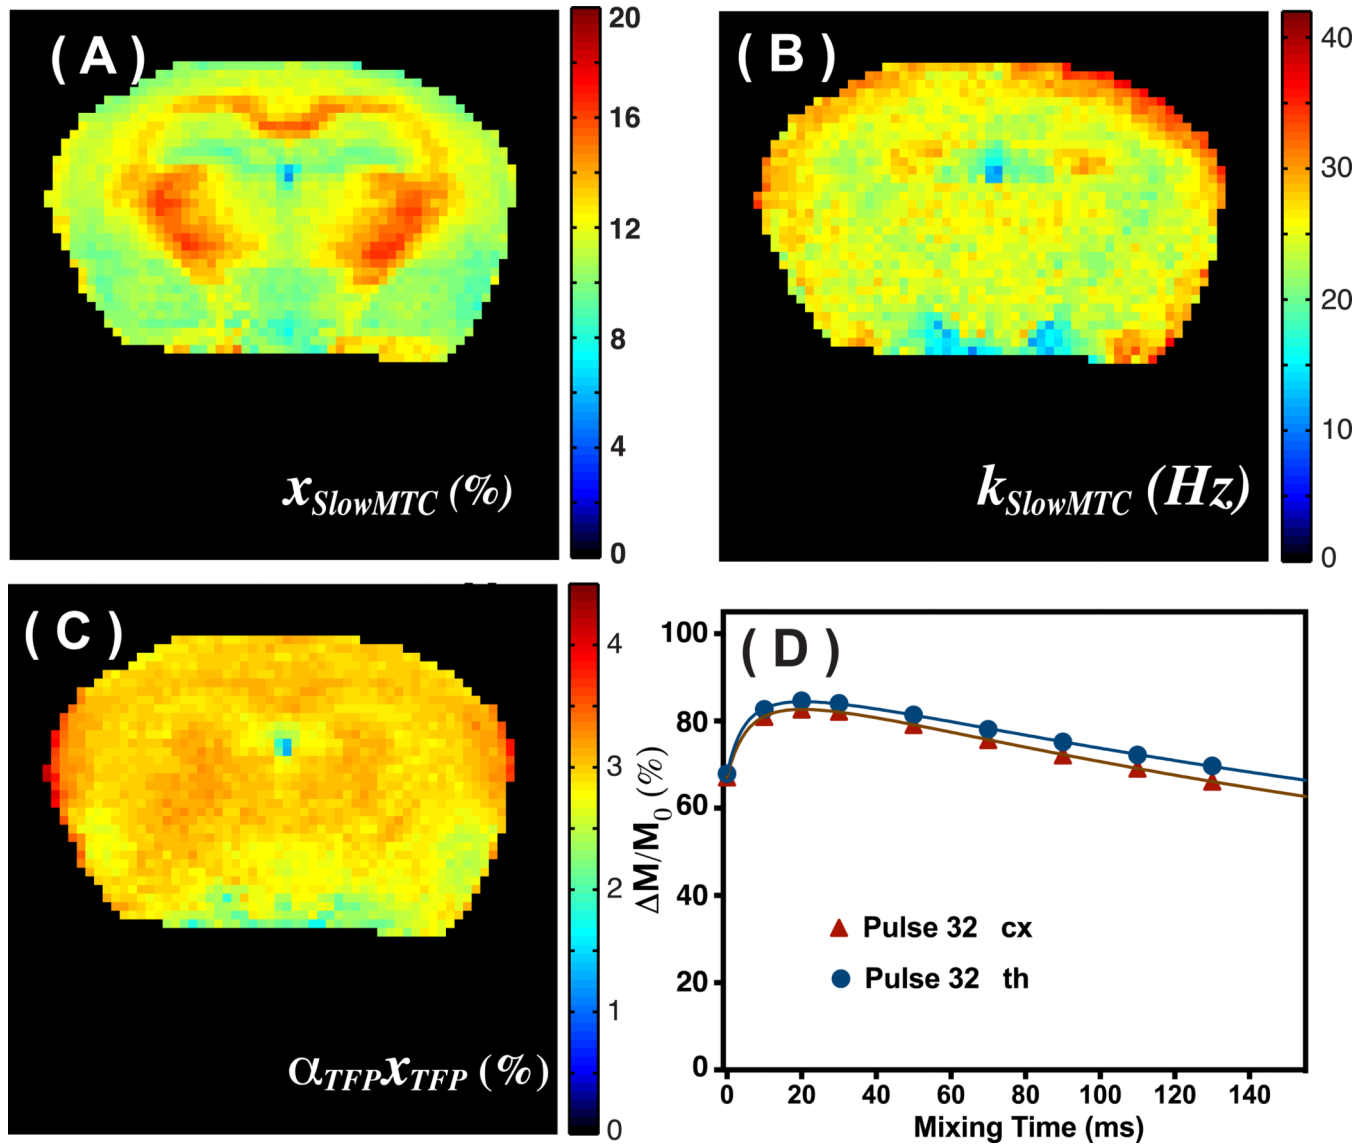 ( A )
20
16
12
8
4
0
x_SlowMTC (%)
( B )
40
30
20
10
0
k_SlowMTC (Hz)
( C )
4
3
2
1
0
α_TFP x_TFP (%)
( D )
100
80
60
40
20
0
ΔM/M₀ (%)
Pulse 32 cx
Pulse 32 th
0 20 40 60 80 100 120 140
Mixing Time (ms)